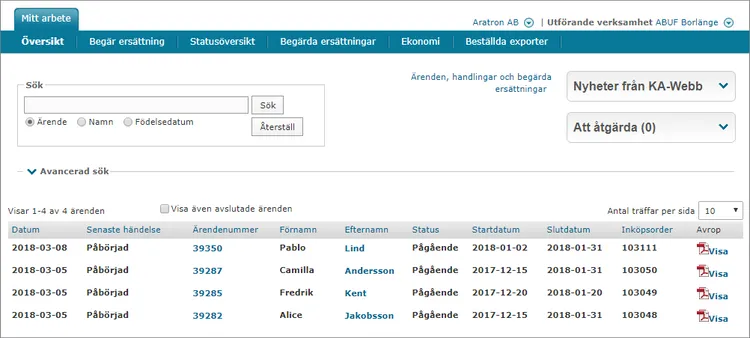 Mitt arbete
Aratron AB | Utförande verksamhet ABUF Borlänge
Översikt Begär ersättning Statusöversikt Begärda ersättningar Ekonomi Beställda exporter
Sök
Sök
Ärende Namn Födelsedatum
Återställ
Ärenden, handlingar och begärda
ersättningar
Nyheter från KA-Webb
Att åtgärda (0)
Avancerad sök
Visar 1-4 av 4 ärenden Visa även avslutade ärenden Antal träffar per sida 10
Datum Senaste händelse Ärendenummer Förnamn Efternamn Status Startdatum Slutdatum Inköpsorder Avrop
2018-03-08 Påbörjad 39350 Pablo Lind Pågående 2018-01-02 2018-01-31 103111 Visa
2018-03-05 Påbörjad 39287 Camilla Andersson Pågående 2017-12-15 2018-01-31 103050 Visa
2018-03-05 Påbörjad 39285 Fredrik Kent Pågående 2017-12-20 2018-01-20 103049 Visa
2018-03-05 Påbörjad 39282 Alice Jakobsson Pågående 2017-12-15 2018-01-31 103048 Visa